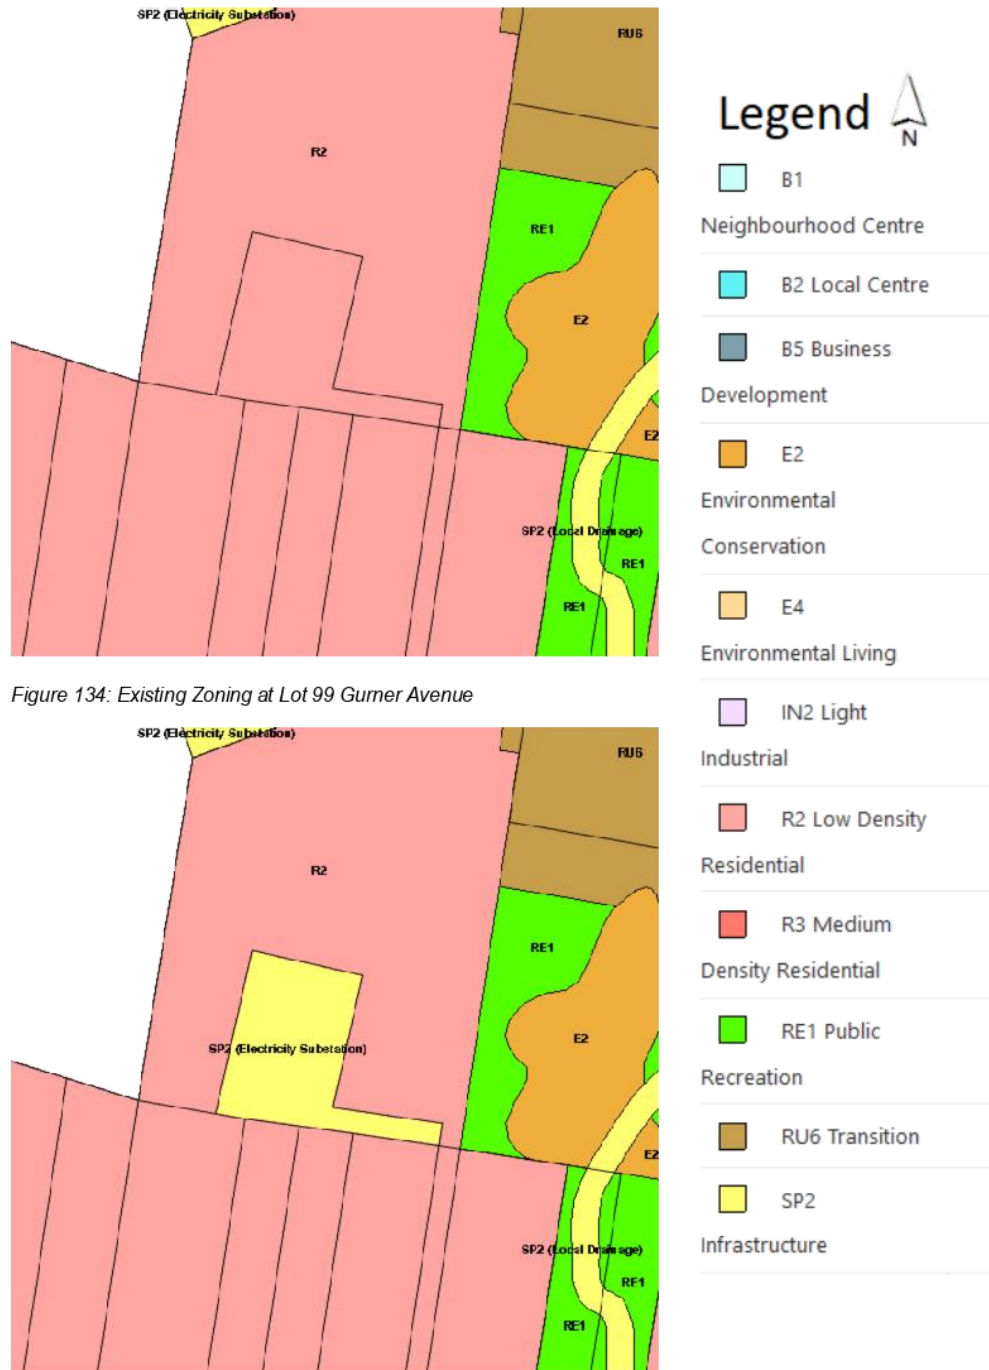 SP2 (Electricity Substation)
RU6
R2
RE1
E2
E2
SP2 (Local Drainage)
RE1
RE1
Figure 134: Existing Zoning at Lot 99 Gurner Avenue
SP2 (Electricity Substation)
RU6
R2
RE1
E2
SP2 (Electricity Substation)
E2
SP2 (Local Drainage)
RE1
RE1
Legend
N
B1
Neighbourhood Centre
B2 Local Centre
B5 Business
Development
E2
Environmental
Conservation
E4
Environmental Living
IN2 Light
Industrial
R2 Low Density
Residential
R3 Medium
Density Residential
RE1 Public
Recreation
RU6 Transition
SP2
Infrastructure